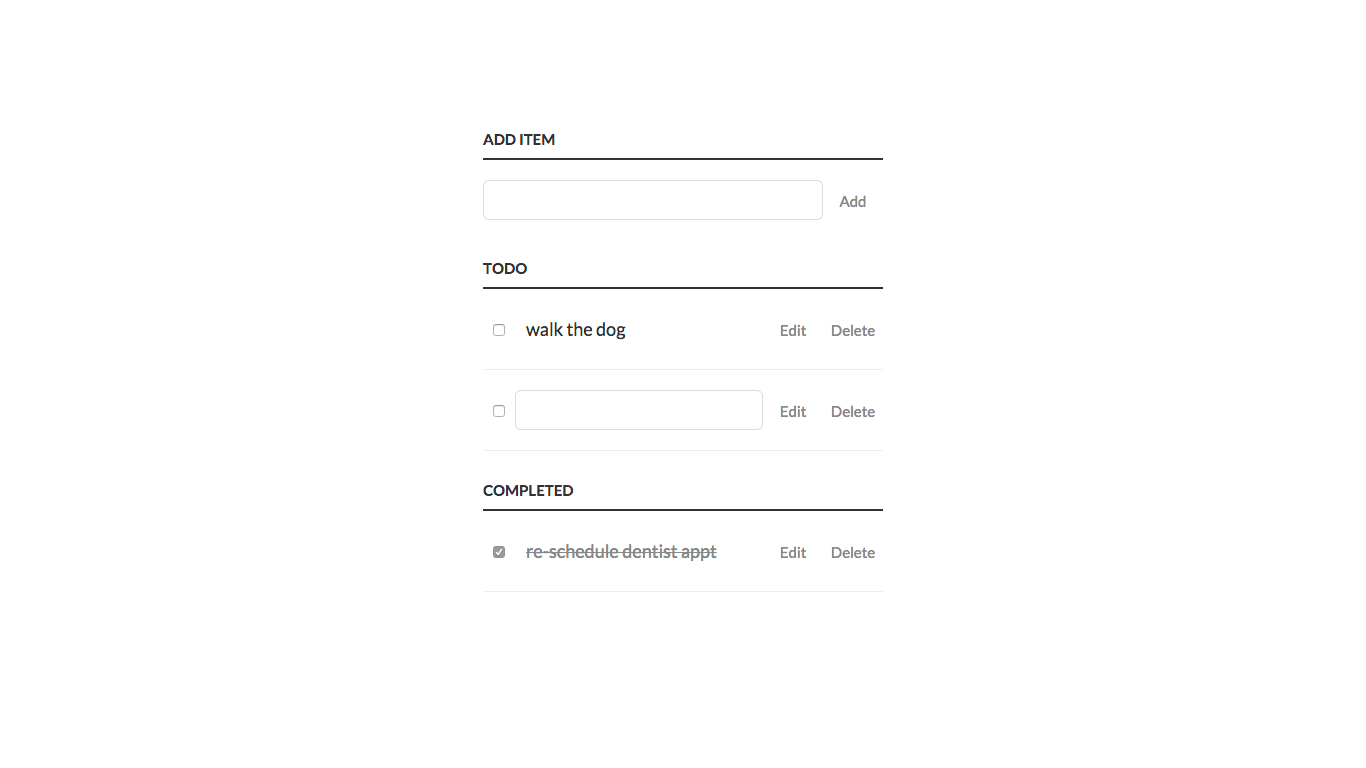 ADD ITEM
Add
TODO
walk the dog Edit Delete
Edit Delete
COMPLETED
re-schedule dentist appt Edit Delete